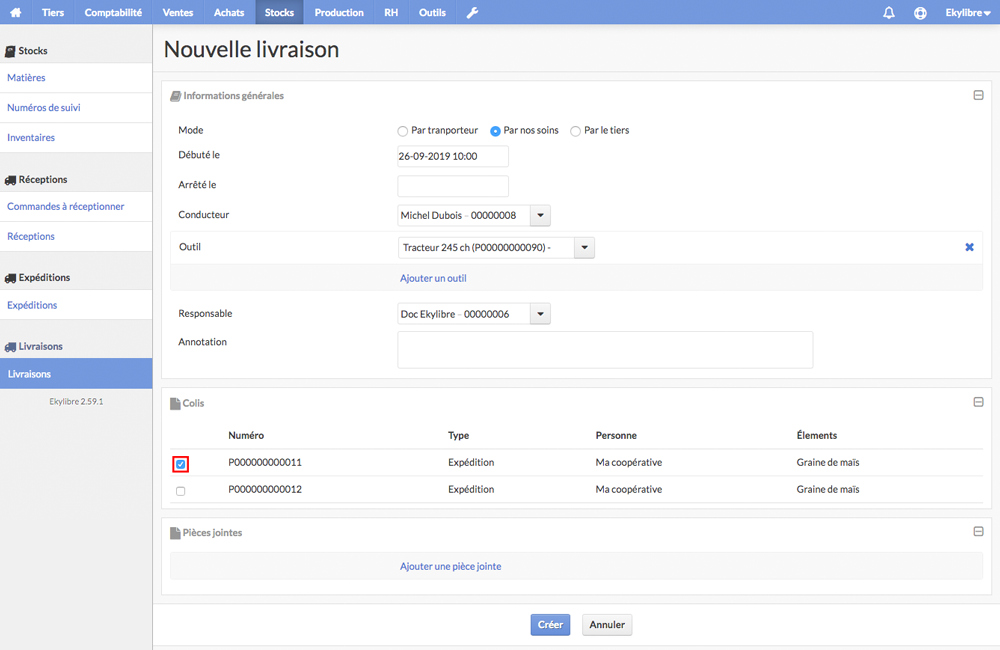 Tiers Comptabilité Ventes Achats Stocks Production RH Outils Ekylibre
Stocks
Matières
Numéros de suivi
Inventaires
Réceptions
Commandes à réceptionner
Réceptions
Expéditions
Expéditions
Livraisons
Livraisons
Ekylibre 2.59.1
Nouvelle livraison
Informations générales
Mode Par tranporteur Par nos soins Par le tiers
Débuté le 26-09-2019 10:00
Arrêté le
Conducteur Michel Dubois - 00000008
Outil Tracteur 245 ch (P00000000090) -
Ajouter un outil
Responsable Doc Ekylibre - 00000006
Annotation
Colis
Numéro Type Personne Élements
P000000000011 Expédition Ma coopérative Graine de maïs
P000000000012 Expédition Ma coopérative Graine de maïs
Pièces jointes
Ajouter une pièce jointe
Créer Annuler